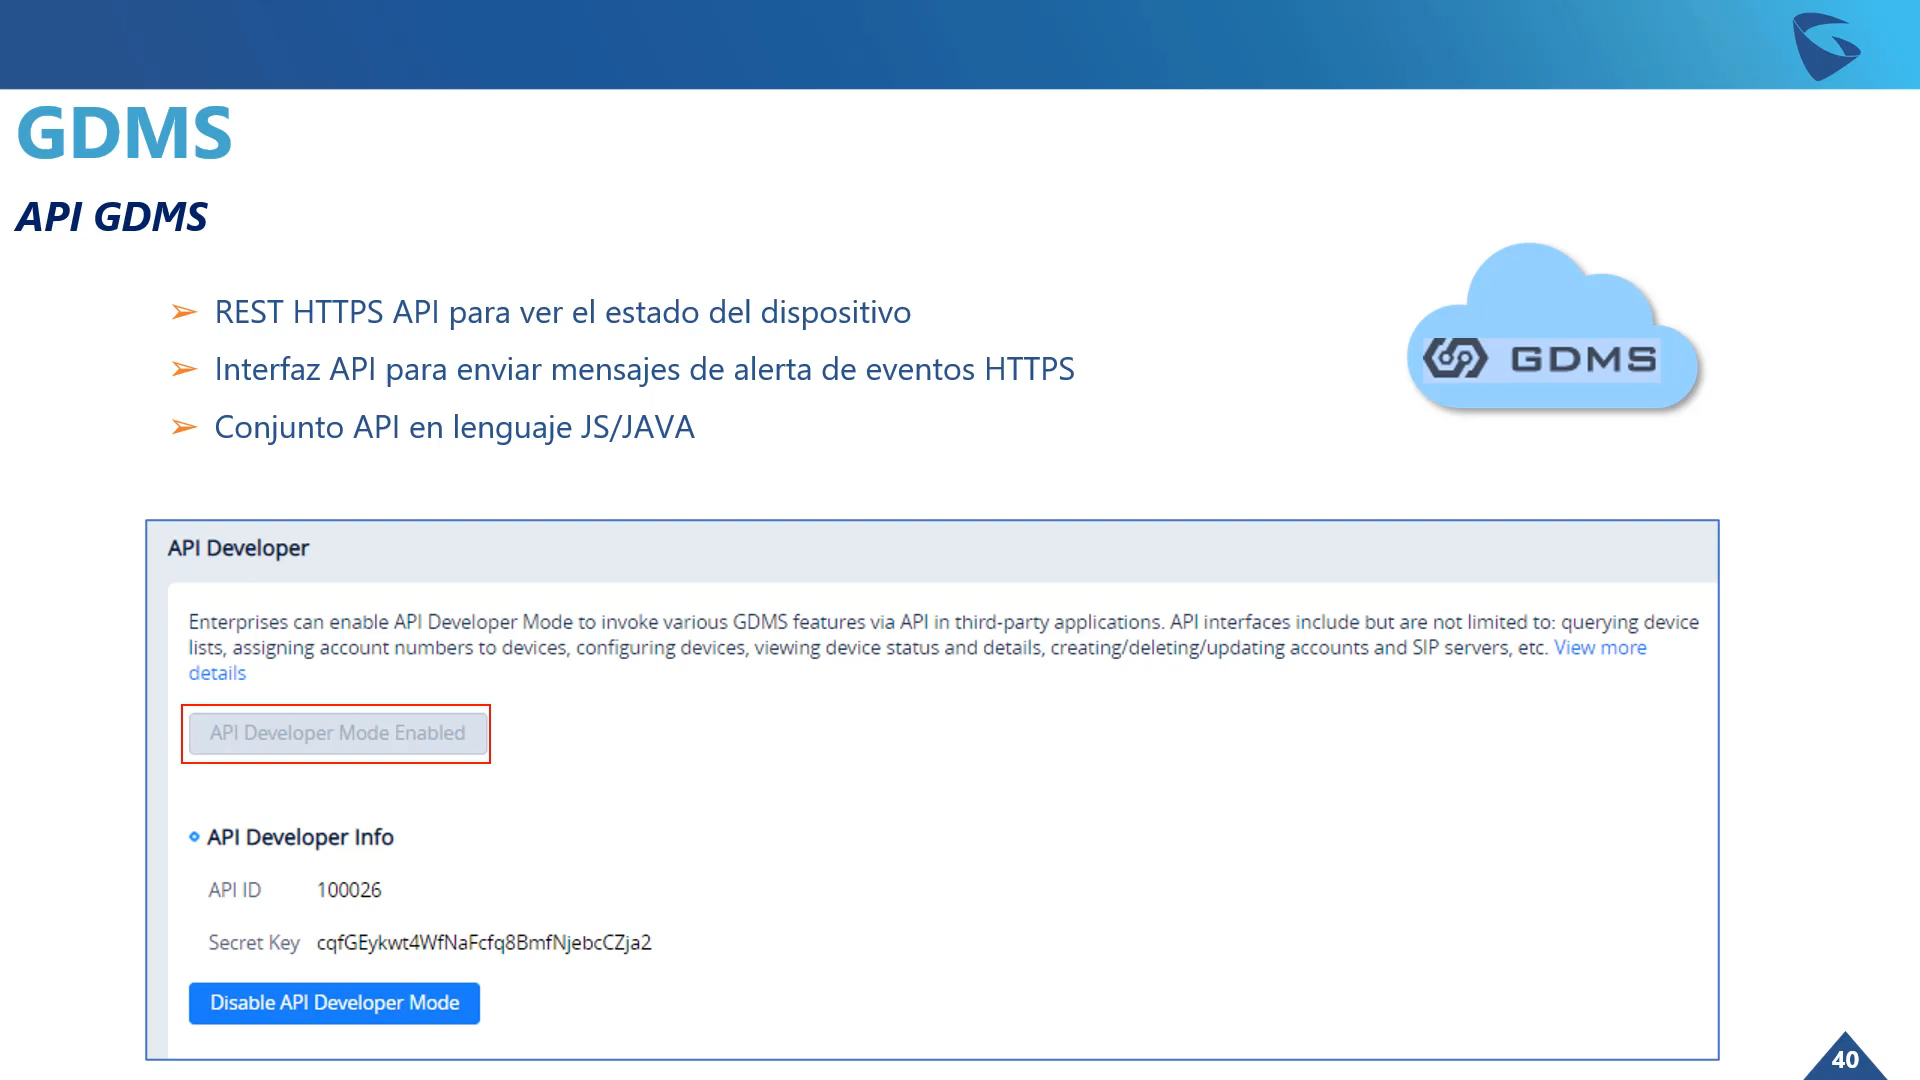 GDMS
API GDMS
➢ REST HTTPS API para ver el estado del dispositivo
➢ Interfaz API para enviar mensajes de alerta de eventos HTTPS
➢ Conjunto API en lenguaje JS/JAVA
GDMS
API Developer
Enterprises can enable API Developer Mode to invoke various GDMS features via API in third-party applications. API interfaces include but are not limited to: querying device
lists, assigning account numbers to devices, configuring devices, viewing device status and details, creating/deleting/updating accounts and SIP servers, etc. View more
details
API Developer Mode Enabled
API Developer Info
API ID 100026
Secret Key cqfGEykwt4WfNaFcfq8BmfNjebcCZja2
Disable API Developer Mode
40